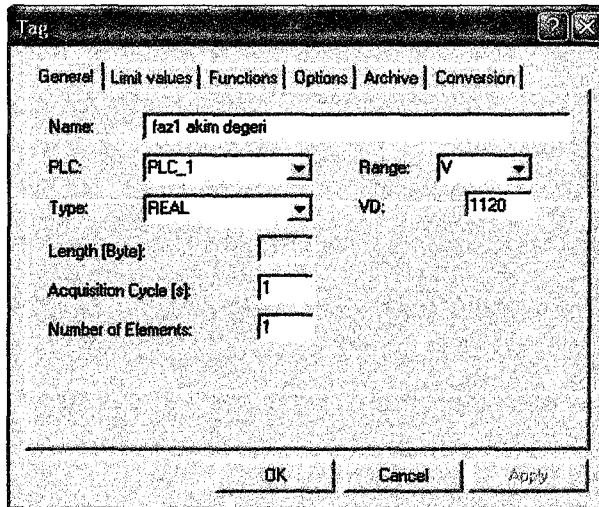 Tag
General Limit values Functions Options Archive Conversion
Name: faz1 akim degeri
PLC: PLC_1 Range: V
Type: REAL VD: 1120
Length (Byte):
Acquisition Cycle (s): 1
Number of Elements: 1
OK Cancel Apply